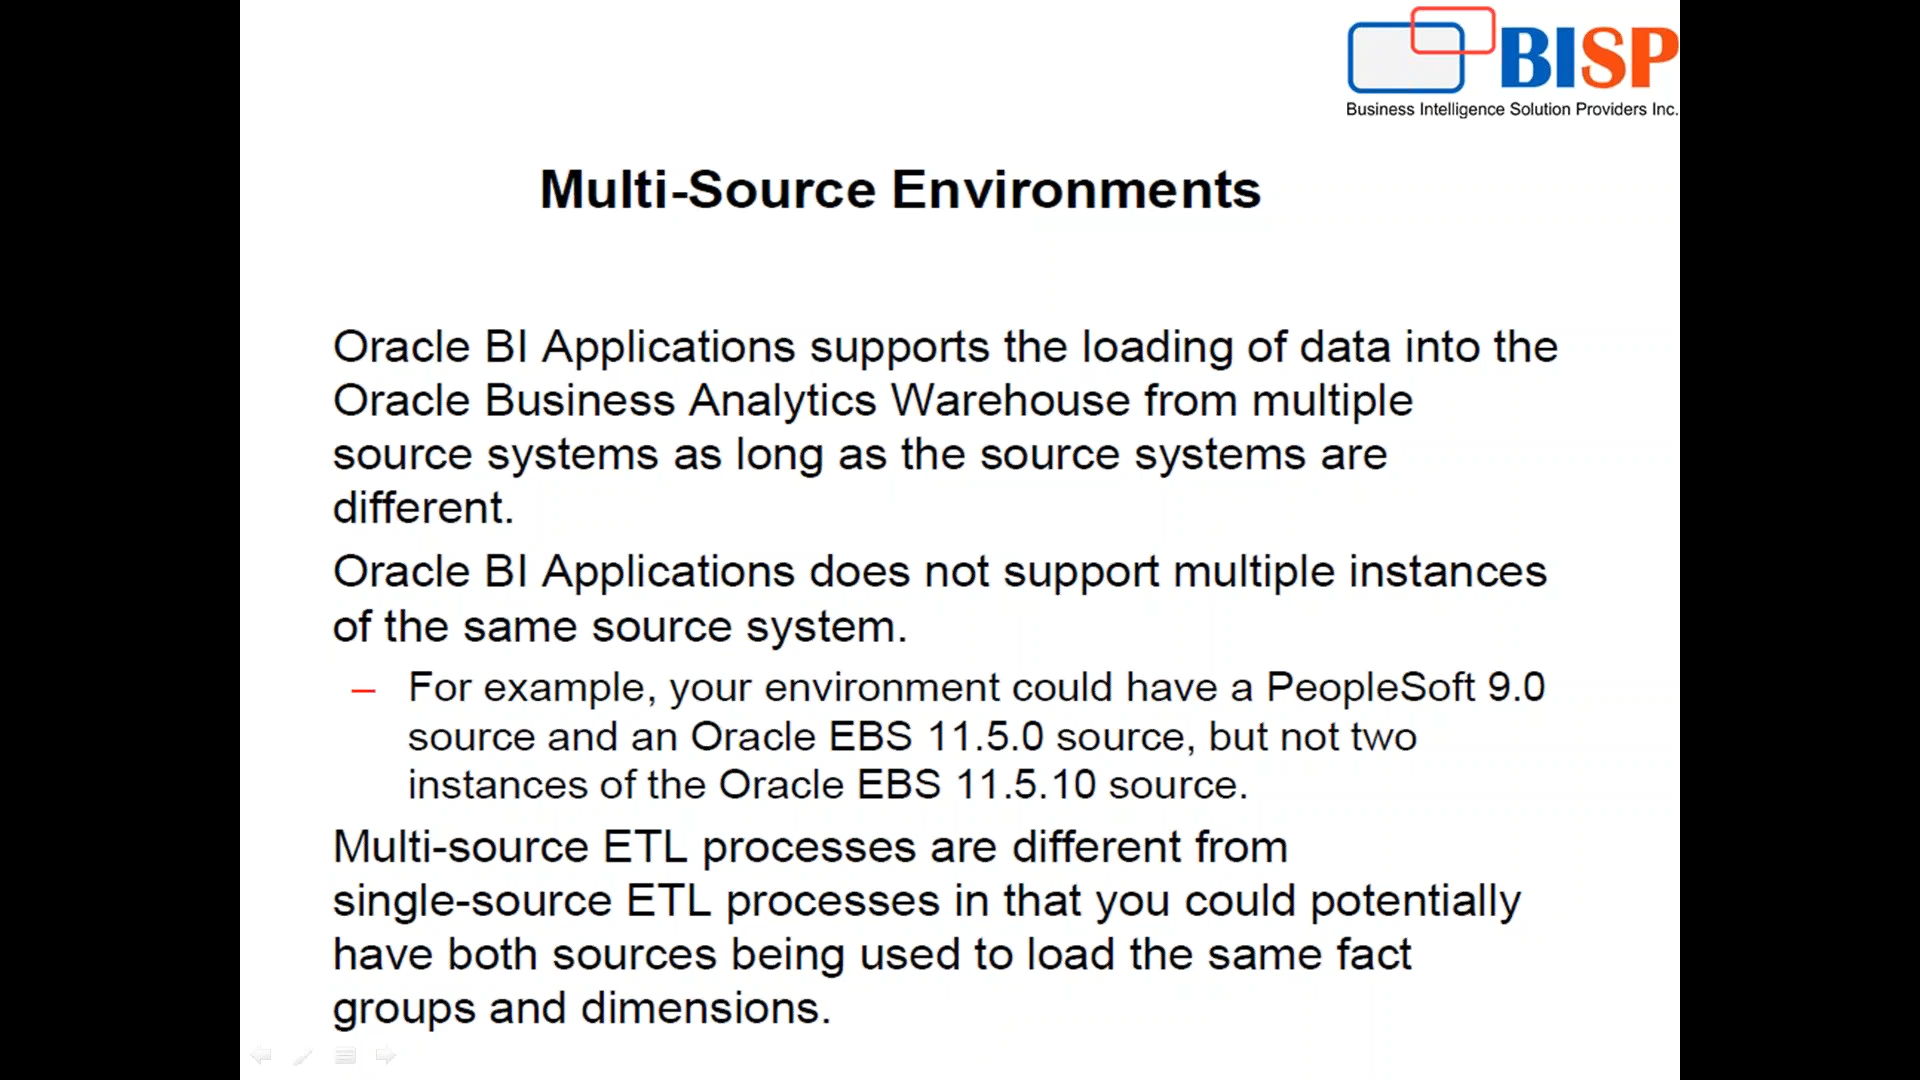 BISP
Business Intelligence Solution Providers Inc.
Multi-Source Environments
Oracle BI Applications supports the loading of data into the
Oracle Business Analytics Warehouse from multiple
source systems as long as the source systems are
different.
Oracle BI Applications does not support multiple instances
of the same source system.
– For example, your environment could have a PeopleSoft 9.0
source and an Oracle EBS 11.5.0 source, but not two
instances of the Oracle EBS 11.5.10 source.
Multi-source ETL processes are different from
single-source ETL processes in that you could potentially
have both sources being used to load the same fact
groups and dimensions.